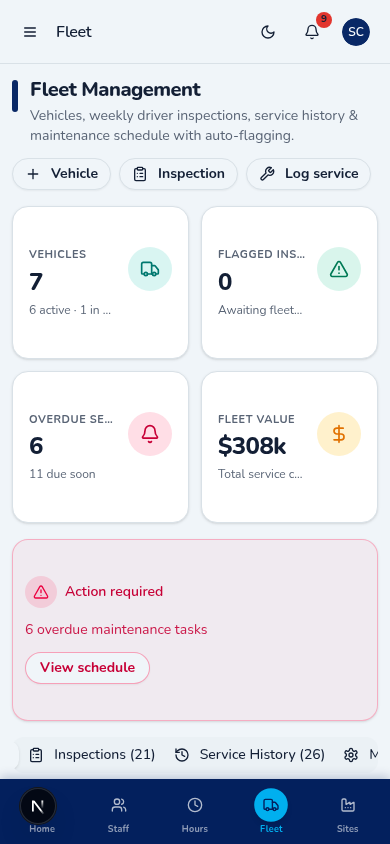 Fleet
9
SC
Fleet Management
Vehicles, weekly driver inspections, service history &
maintenance schedule with auto-flagging.
Vehicle
Inspection
Log service
VEHICLES
7
6 active · 1 in ...
FLAGGED INS...
0
Awaiting fleet...
OVERDUE SE...
6
11 due soon
FLEET VALUE
$308k
Total service c...
Action required
6 overdue maintenance tasks
View schedule
Inspections (21)
Service History (26)
M
N
Home
Staff
Hours
Fleet
Sites